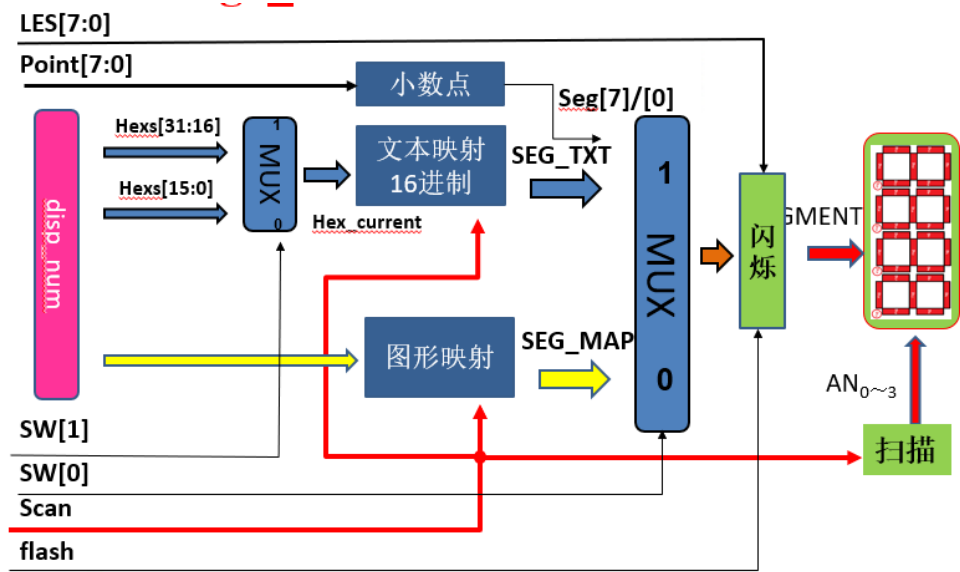 LES[7:0]
Point[7:0]
小数点
Seg[7]/[0]
Hexs[31:16]
1
MUX
0
文本映射
16进制
SEG_TXT
Hexs[15:0]
Hex_current
disp_num
1
MUX
0
闪烁
GMENT
图形映射
SEG_MAP
AN0～3
扫描
SW[1]
SW[0]
Scan
flash